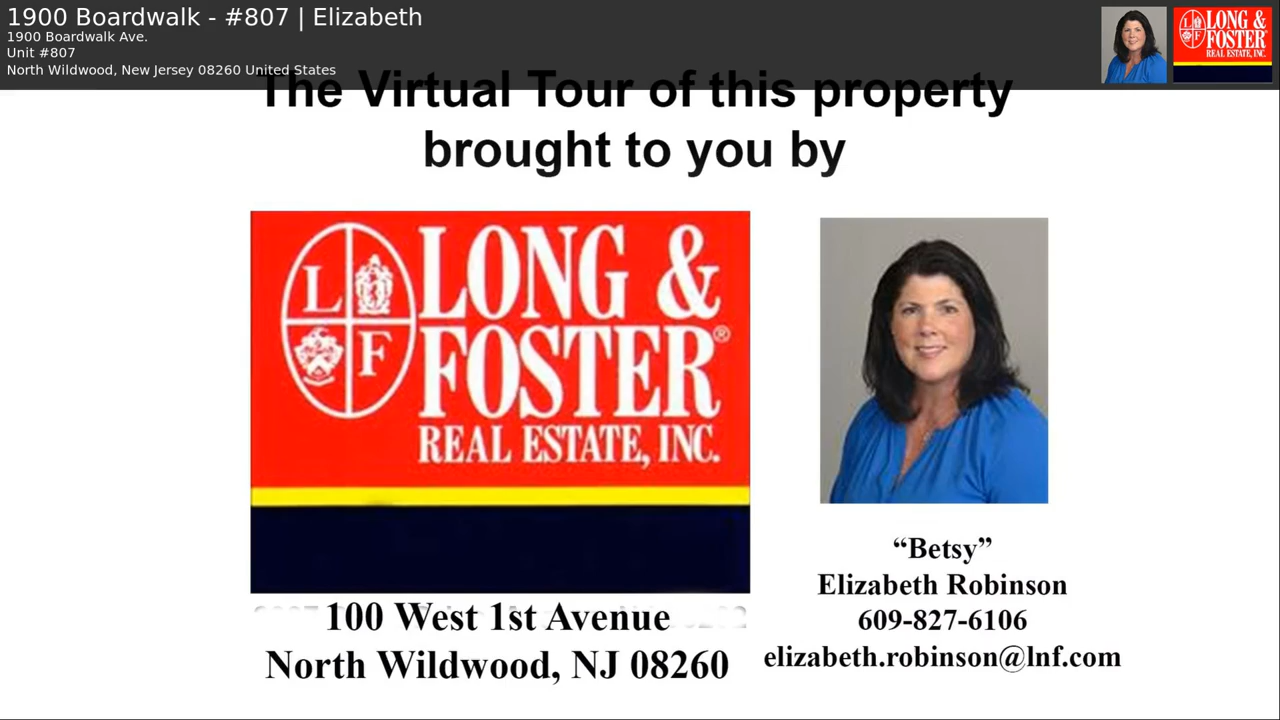 1900 Boardwalk - #807 | Elizabeth
1900 Boardwalk Ave.
Unit #807
North Wildwood, New Jersey 08260 United States
LONG &
FOSTER
REAL ESTATE, INC.
The Virtual Tour of this property
brought to you by
L
F
LONG &
FOSTER®
REAL ESTATE, INC.
100 West 1st Avenue
North Wildwood, NJ 08260
“Betsy”
Elizabeth Robinson
609-827-6106
elizabeth.robinson@lnf.com